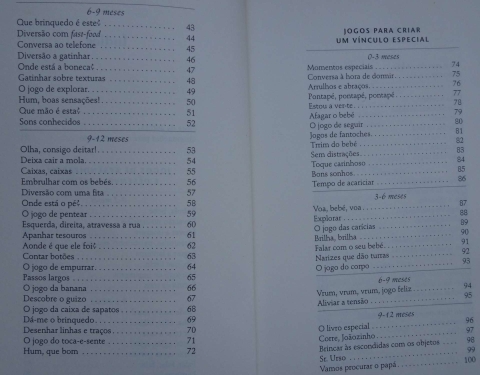 6-9 meses
Que brinquedo é este¿ 43
Diversão com fast-food 44
Conversa ao telefone 45
Diversão a gatinhar 46
Onde está a boneca¿ 47
Gatinhar sobre texturas 48
O jogo de explorar. 49
Hum, boas sensações! 50
Que mão é esta¿ 51
Sons conhecidos 52
9-12 meses
Olha, consigo deitar! 53
Deixa cair a mola. 54
Caixas, caixas 55
Embrulhar com os bebés. 56
Diversão com uma fita 57
Onde está o pé¿ 58
O jogo de pentear 59
Esquerda, direita, atravessa a rua 60
Apanhar tesouros 61
Aonde é que ele foi¿ 62
Contar botões 63
O jogo de empurrar 64
Passos largos 65
O jogo da banana 66
Descobre o guizo 67
O jogo da caixa de sapatos 68
Dá-me o brinquedo 69
Desenhar linhas e traços 70
O jogo do toca-e-sente 71
Hum, que bom 72
JOGOS PARA CRIAR
UM VÍNCULO ESPECIAL
0-3 meses
Momentos especiais 74
Conversa à hora de dormir 75
Arrulhos e abraços 76
Pontapé, pontapé, pontapé 77
Estou a ver-te 78
Afagar o bebé 79
O jogo de seguir 80
Jogos de fantoches 81
Trrim do bebé 82
Sem distrações 83
Toque carinhoso 84
Bons sonhos 85
Tempo de acariciar 86
3-6 meses
Voa, bebé, voa 87
Explorar 88
O jogo das carícias 89
Brilha, brilha 90
Falar com o seu bebé 91
Narizes que dão turras 92
O jogo do corpo 93
6-9 meses
Vrum, vrum, vrum, jogo feliz 94
Aliviar a tensão 95
9-12 meses
O livro especial 96
Corre, Joãozinho 97
Brincar às escondidas com os objetos 98
Sr. Urso 99
Vamos procurar o papá 100